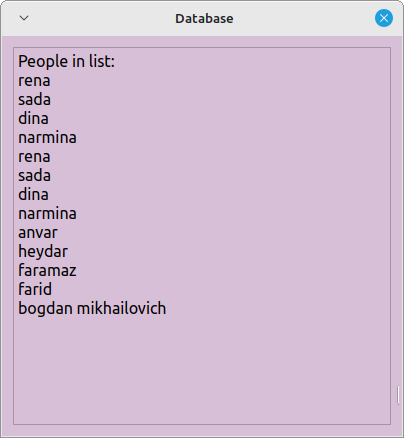 Database
People in list:
rena
sada
dina
narmina
rena
sada
dina
narmina
anvar
heydar
faramaz
farid
bogdan mikhailovich